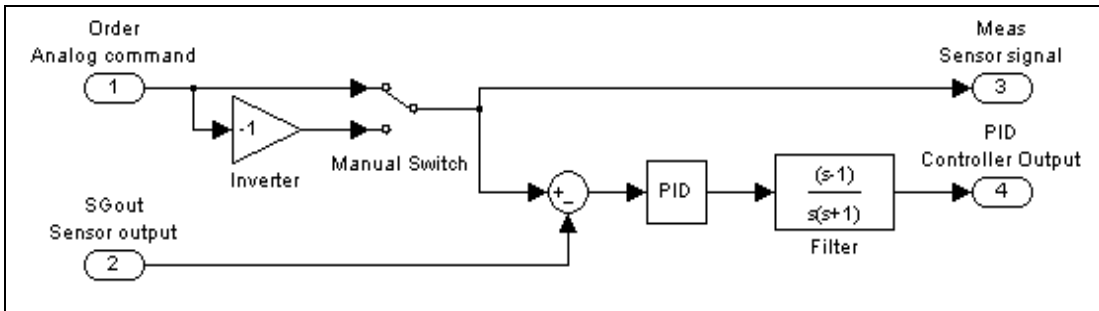 Order
Analog command
1
-1
Inverter
Manual Switch
Meas
Sensor signal
3
SGout
Sensor output
2
+
-
PID
(s-1)
s(s+1)
Filter
PID
Controller Output
4